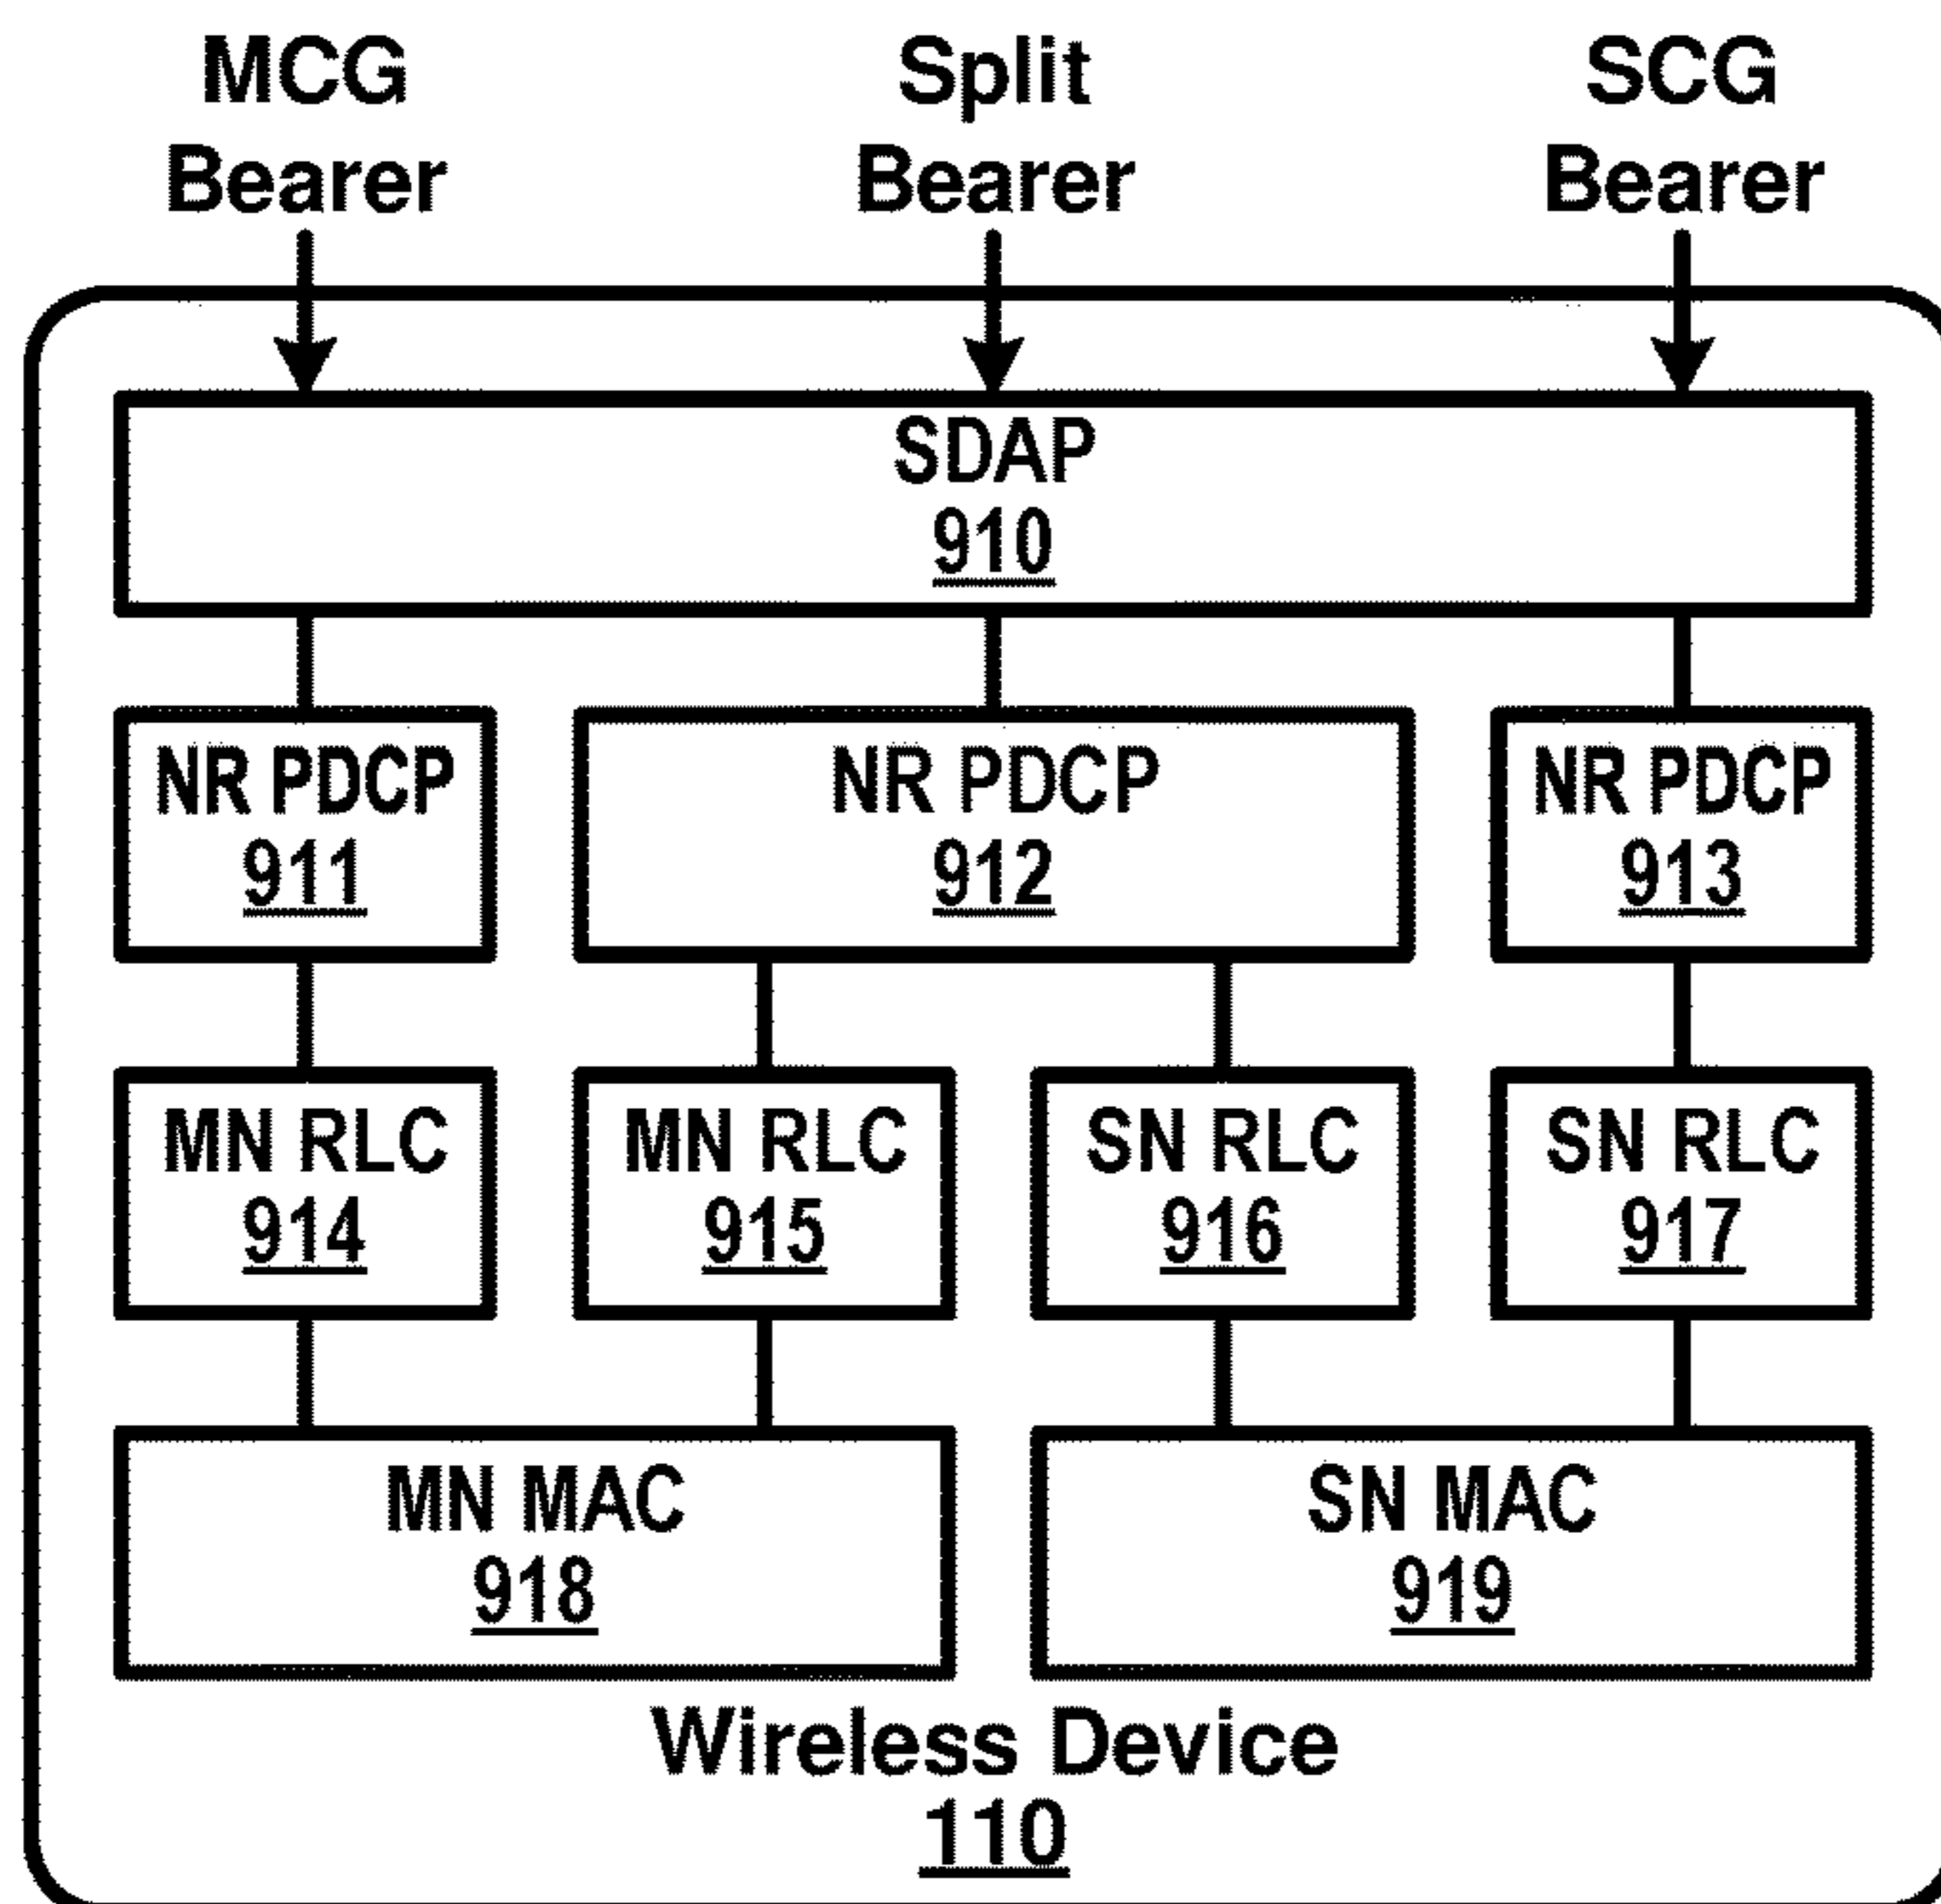 MCG
Bearer
Split
Bearer
SCG
Bearer
SDAP
910
NR PDCP
911
NR PDCP
912
NR PDCP
913
MN RLC
914
MN RLC
915
SN RLC
916
SN RLC
917
MN MAC
918
SN MAC
919
Wireless Device
110